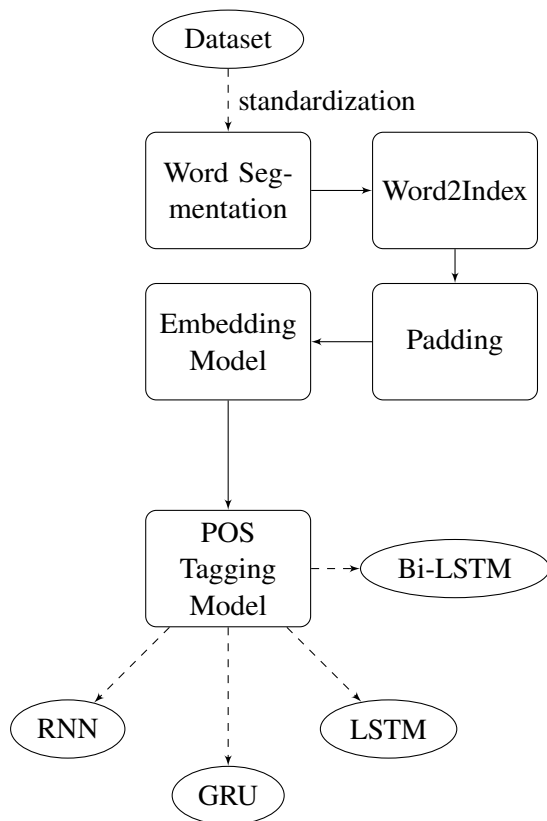 Dataset
standardization
Word Seg-
mentation
Word2Index
Embedding
Model
Padding
POS
Tagging
Model
Bi-LSTM
RNN
LSTM
GRU